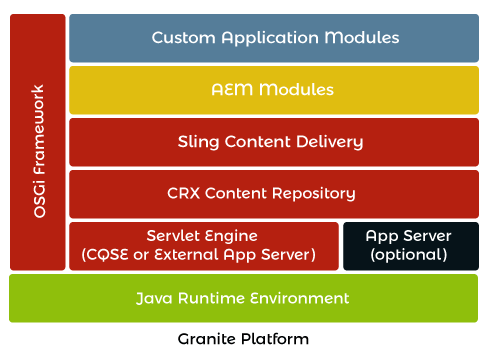 Custom Application Modules
AEM Modules
OSGi Framework
Sling Content Delivery
CRX Content Repository
Servlet Engine
(CQSE or External App Server)
App Server
(optional)
Java Runtime Environment
Granite Platform